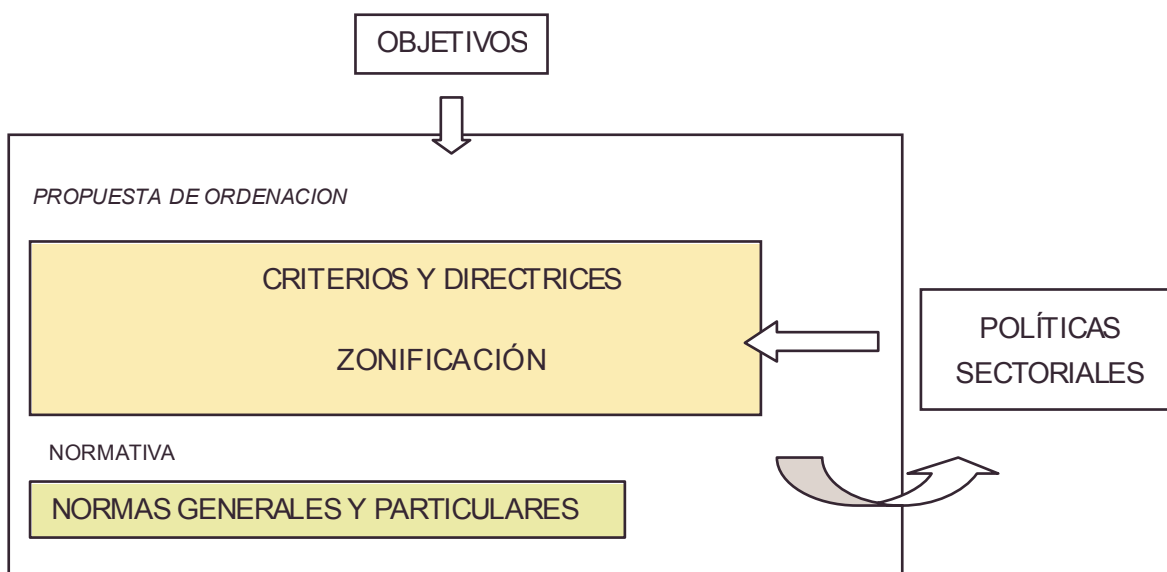 OBJETIVOS
PROPUESTA DE ORDENACION
CRITERIOS Y DIRECTRICES
ZONIFICACIÓN
POLÍTICAS
SECTORIALES
NORMATIVA
NORMAS GENERALES Y PARTICULARES